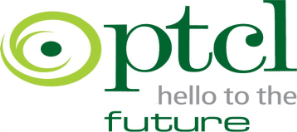 ptcl
hello to the
future